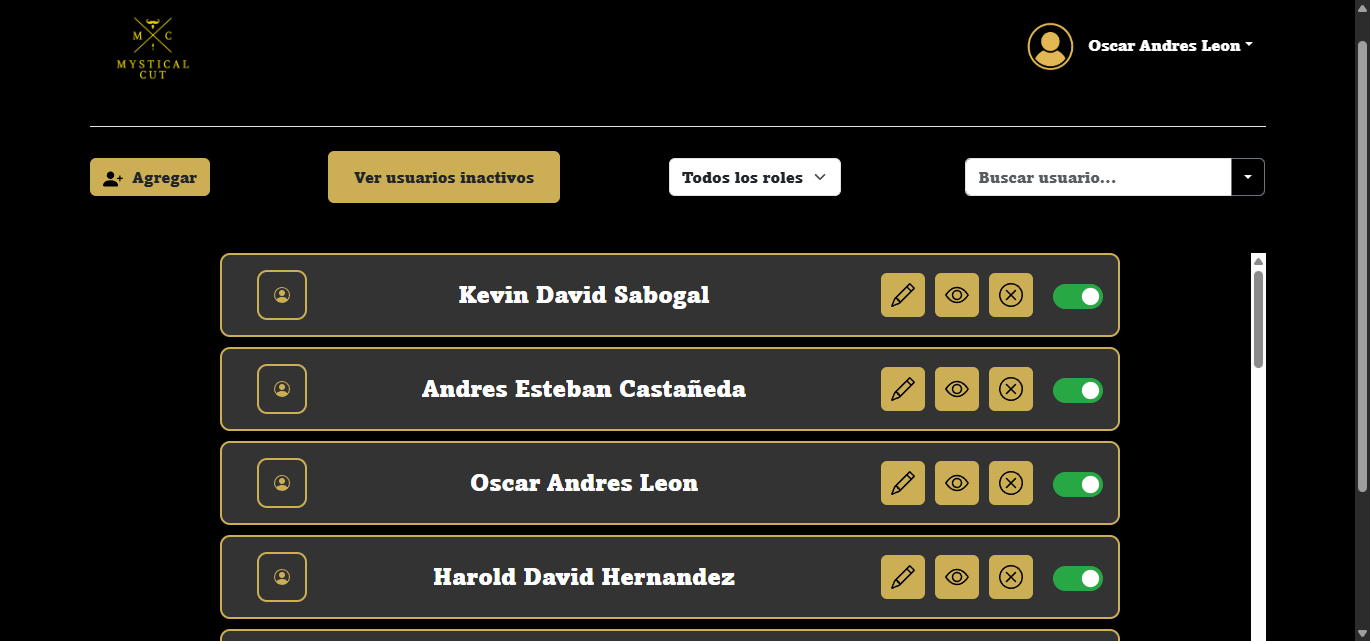 M C
MYSTICAL
CUT
Oscar Andres Leon
Agregar
Ver usuarios inactivos
Todos los roles
Buscar usuario...
Kevin David Sabogal
Andres Esteban Castañeda
Oscar Andres Leon
Harold David Hernandez